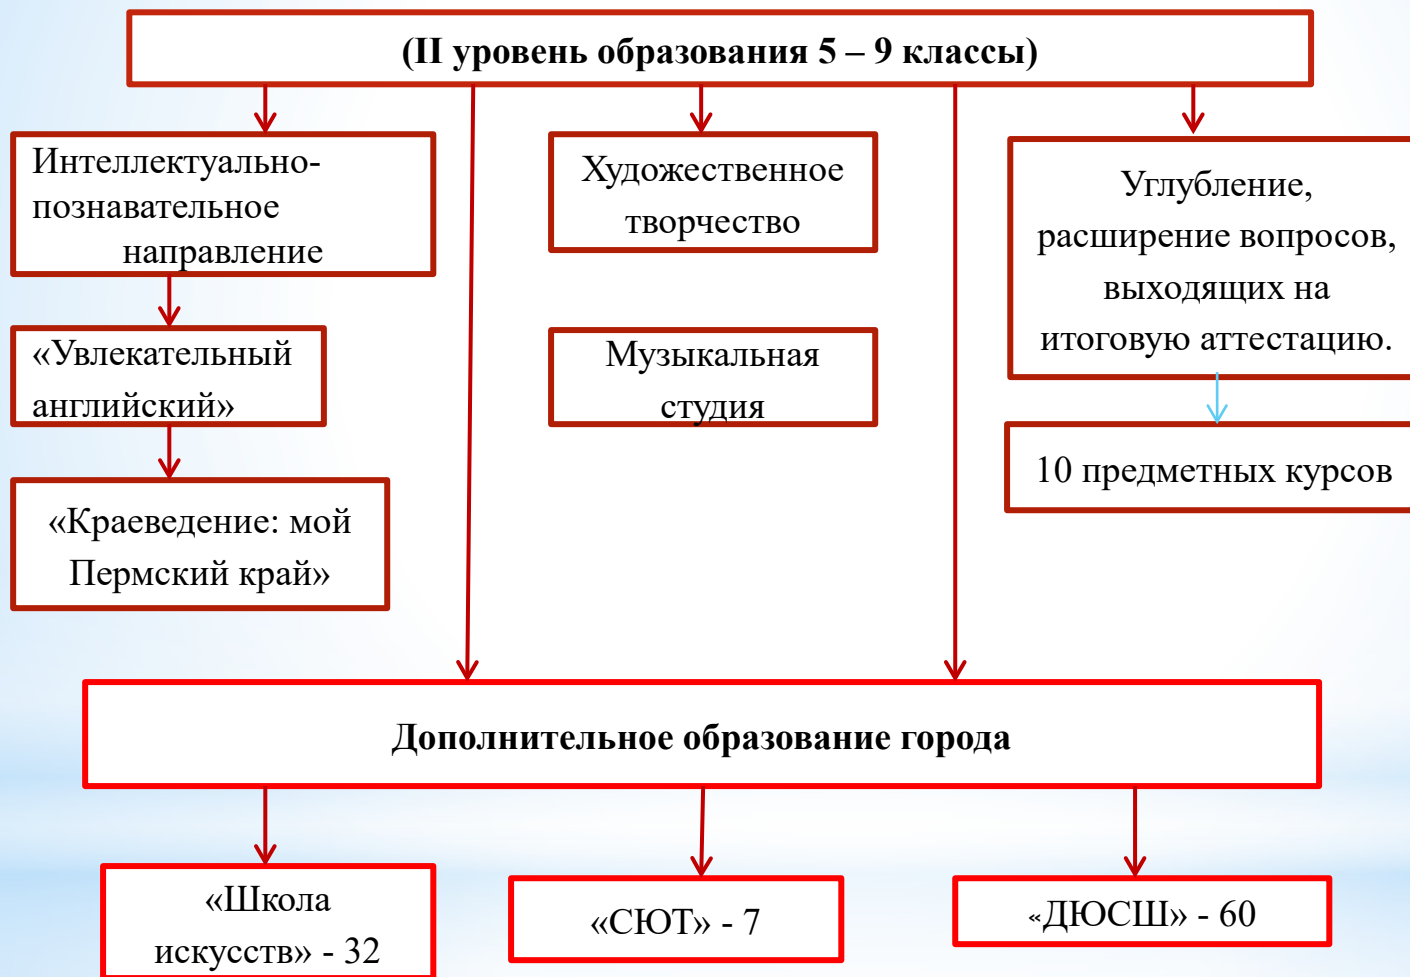 (II уровень образования 5 – 9 классы)
Интеллектуально-
познавательное
направление
«Увлекательный
английский»
«Краеведение: мой
Пермский край»
Художественное
творчество
Музыкальная
студия
Углубление,
расширение вопросов,
выходящих на
итоговую аттестацию.
10 предметных курсов
Дополнительное образование города
«Школа
искусств» - 32
«СЮТ» - 7
«ДЮСШ» - 60